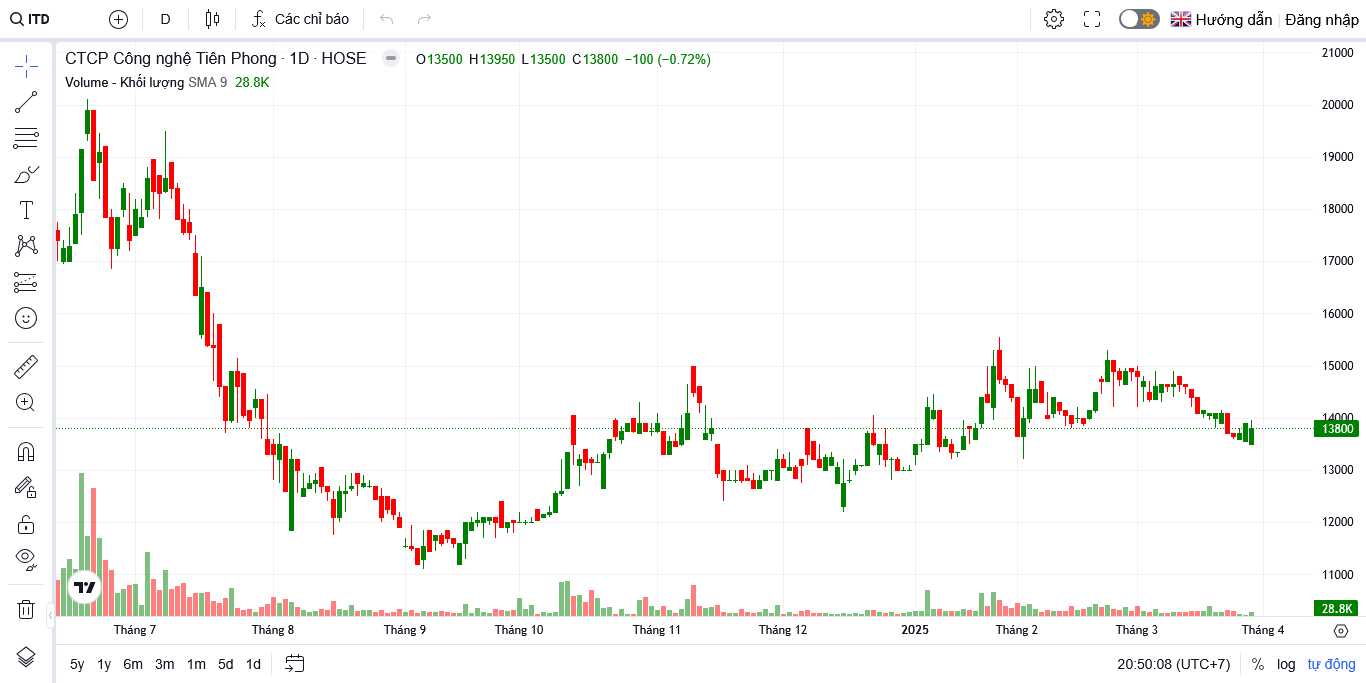 ITD D Các chỉ báo Hướng dẫn Đăng nhập
CTCP Công nghệ Tiên Phong · 1D · HOSE O13500 H13950 L13500 C13800 −100 (−0.72%)
Volume - Khối lượng SMA 9 28.8K
21000
20000
19000
18000
17000
16000
15000
14000
13800
13000
12000
11000
28.8K
Tháng 7 Tháng 8 Tháng 9 Tháng 10 Tháng 11 Tháng 12 2025 Tháng 2 Tháng 3 Tháng 4
5y 1y 6m 3m 1m 5d 1d 20:50:08 (UTC+7) % log tự động